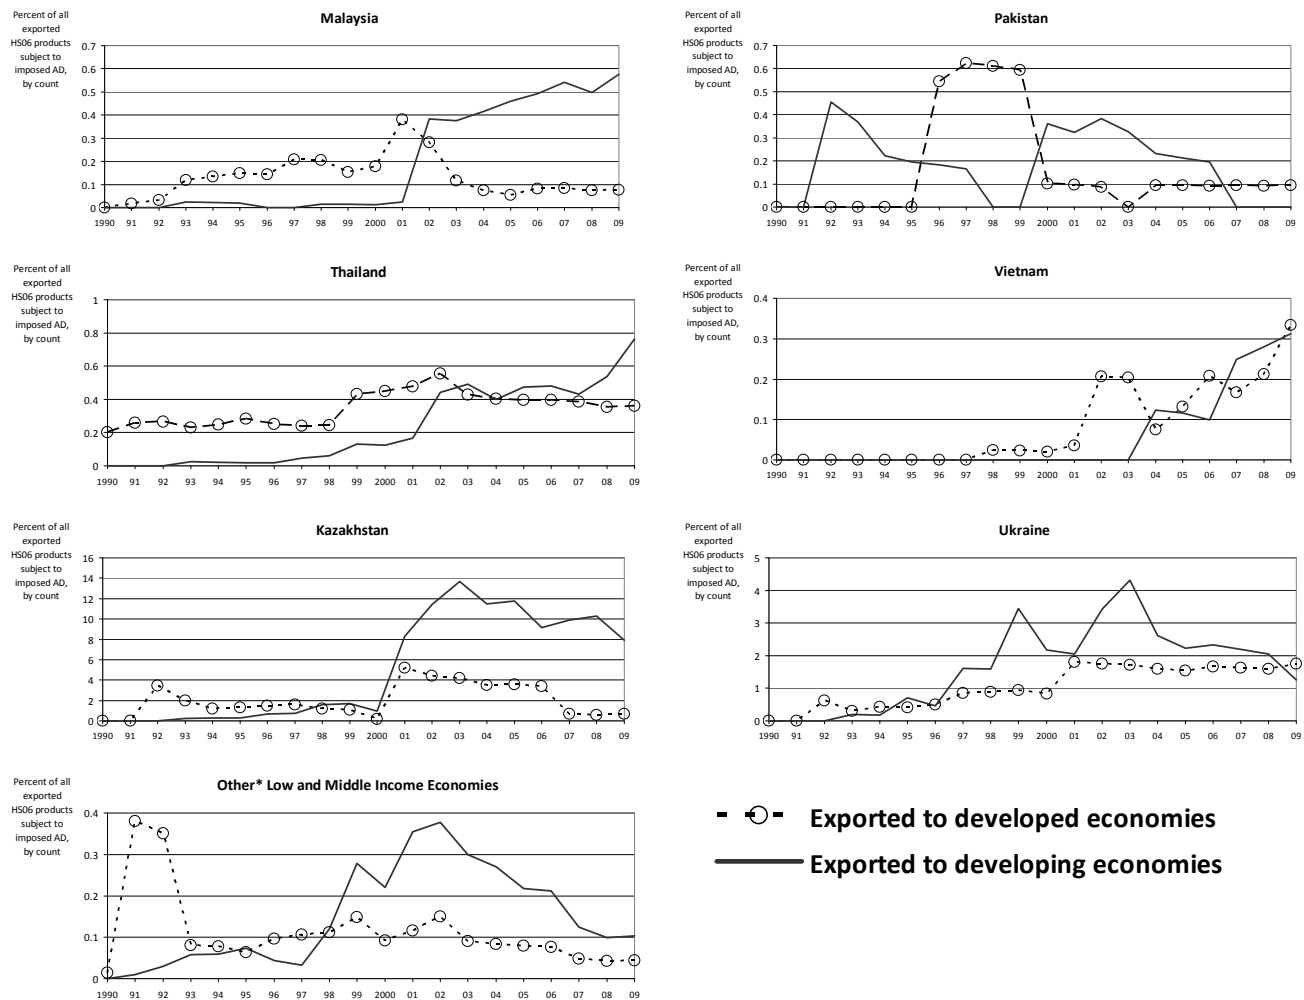 Percent of all
exported
HS06 products
subject to
imposed AD,
by count
Malaysia
0.7
0.6
0.5
0.4
0.3
0.2
0.1
0
1990 91 92 93 94 95 96 97 98 99 2000 01 02 03 04 05 06 07 08 09
Percent of all
exported
HS06 products
subject to
imposed AD,
by count
Pakistan
0.7
0.6
0.5
0.4
0.3
0.2
0.1
0
1990 91 92 93 94 95 96 97 98 99 2000 01 02 03 04 05 06 07 08 09
Percent of all
exported
HS06 products
subject to
imposed AD,
by count
Thailand
1
0.8
0.6
0.4
0.2
0
1990 91 92 93 94 95 96 97 98 99 2000 01 02 03 04 05 06 07 08 09
Percent of all
exported
HS06 products
subject to
imposed AD,
by count
Vietnam
0.4
0.3
0.2
0.1
0
1990 91 92 93 94 95 96 97 98 99 2000 01 02 03 04 05 06 07 08 09
Percent of all
exported
HS06 products
subject to
imposed AD,
by count
Kazakhstan
16
14
12
10
8
6
4
2
0
1990 91 92 93 94 95 96 97 98 99 2000 01 02 03 04 05 06 07 08 09
Percent of all
exported
HS06 products
subject to
imposed AD,
by count
Ukraine
5
4
3
2
1
0
1990 91 92 93 94 95 96 97 98 99 2000 01 02 03 04 05 06 07 08 09
Percent of all
exported
HS06 products
subject to
imposed AD,
by count
Other* Low and Middle Income Economies
0.4
0.3
0.2
0.1
0
1990 91 92 93 94 95 96 97 98 99 2000 01 02 03 04 05 06 07 08 09
Exported to developed economies
Exported to developing economies